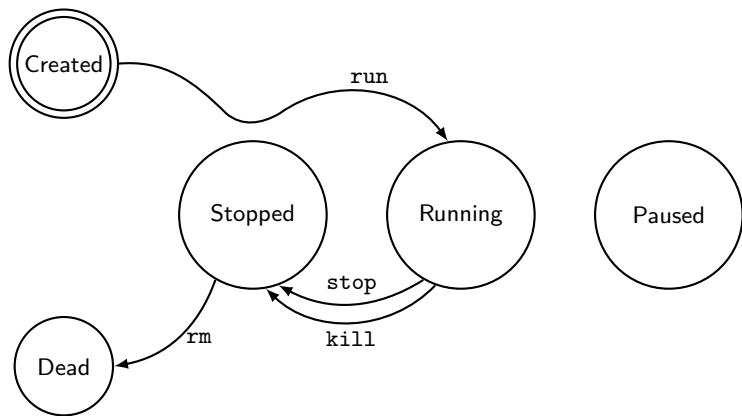 Created
run
Stopped
Running
Paused
stop
kill
rm
Dead